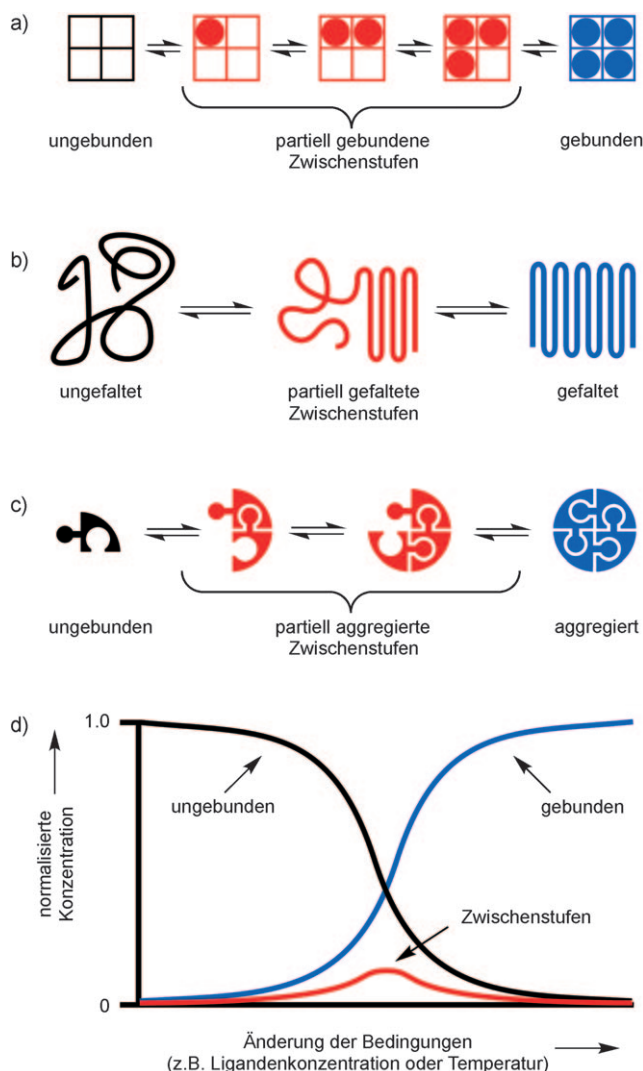 a)
ungebunden
partiell gebundene
Zwischenstufen
gebunden
b)
ungefaltet
partiell gefaltete
Zwischenstufen
gefaltet
c)
ungebunden
partiell aggregierte
Zwischenstufen
aggregiert
d)
1.0
normalisierte
Konzentration
ungebunden
gebunden
Zwischenstufen
0
Änderung der Bedingungen
(z.B. Ligandenkonzentration oder Temperatur)